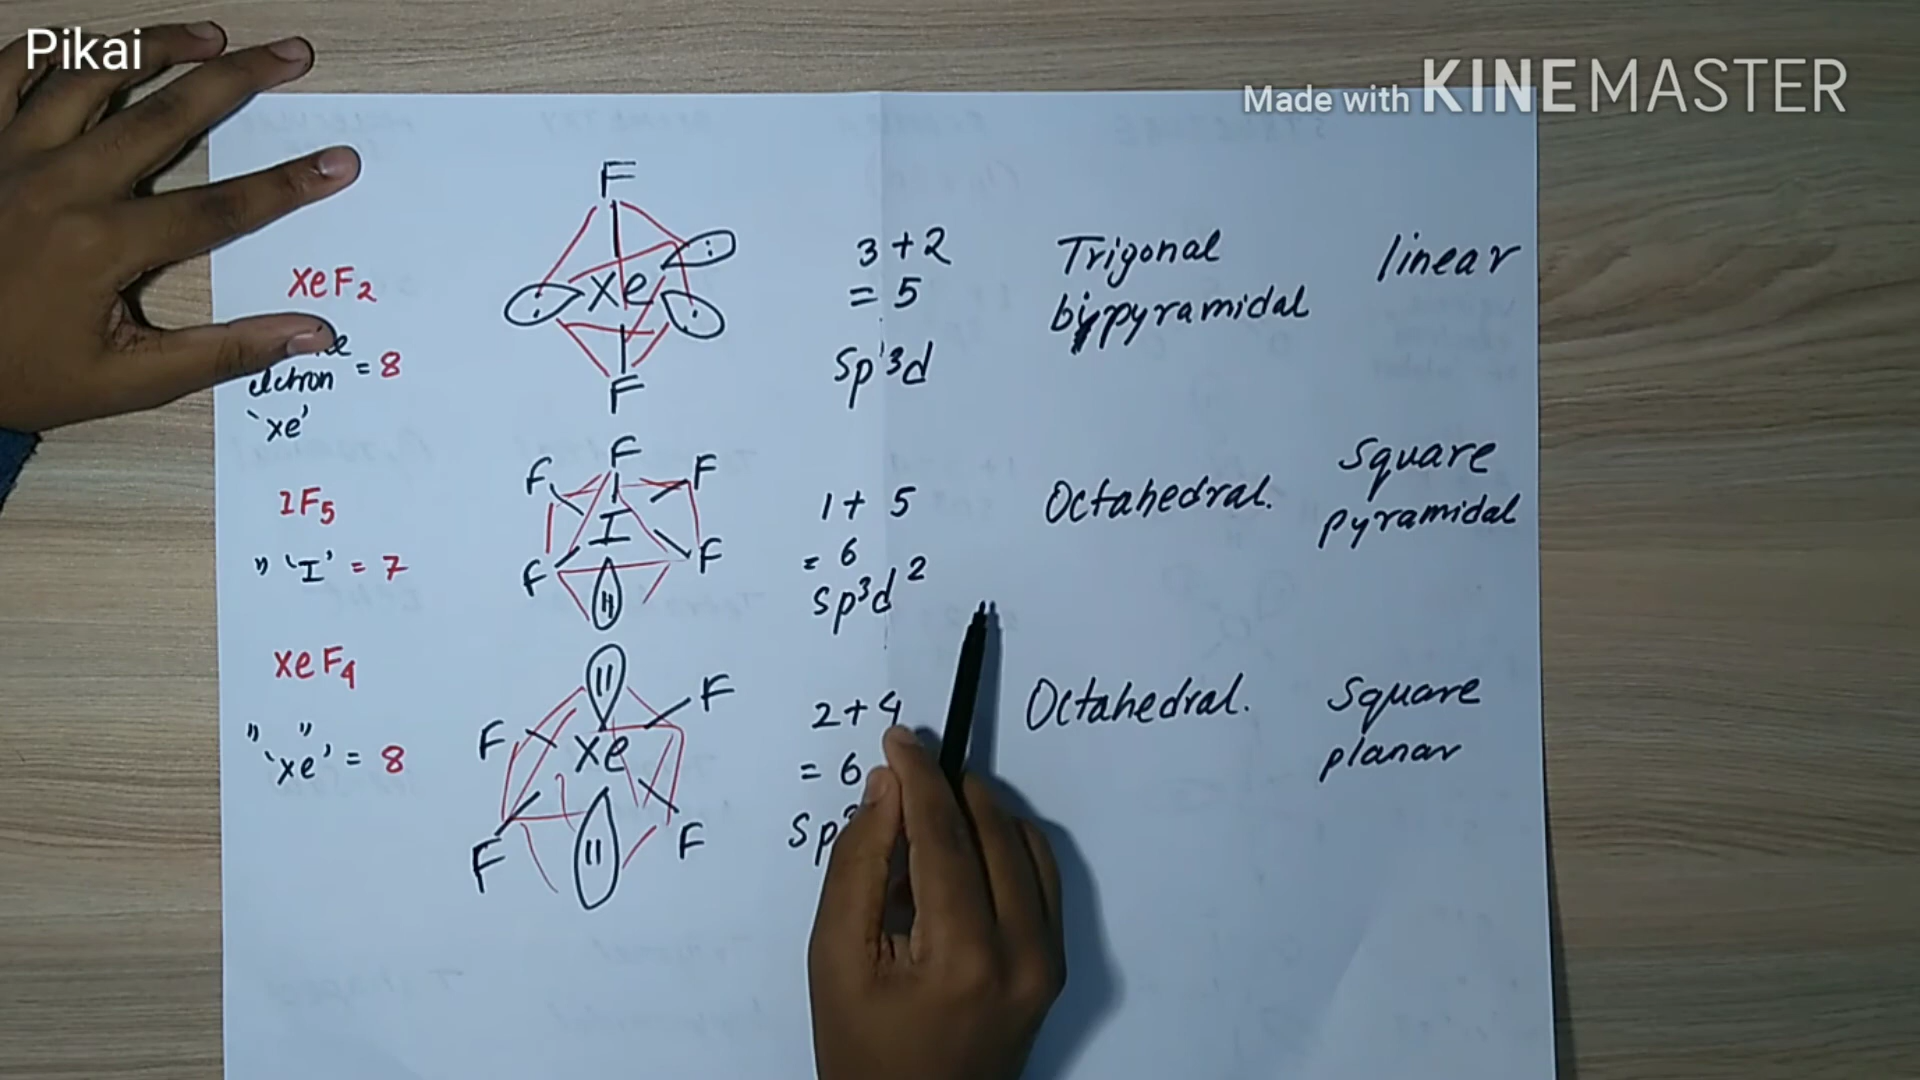 Pikai
Made with KINEMASTER
F
XeF2 Xe 3 + 2 Trigonal linear
= 5 bipyramidal
elctron = 8 F sp3d
'xe'
F F F Square
IF5 I 1 + 5 Octahedral. pyramidal
" 'I' = 7 F F = 6
sp3d2
XeF4 F F 2 + 4 Octahedral. Square
" " Xe = 6 planar
'xe' = 8 F F